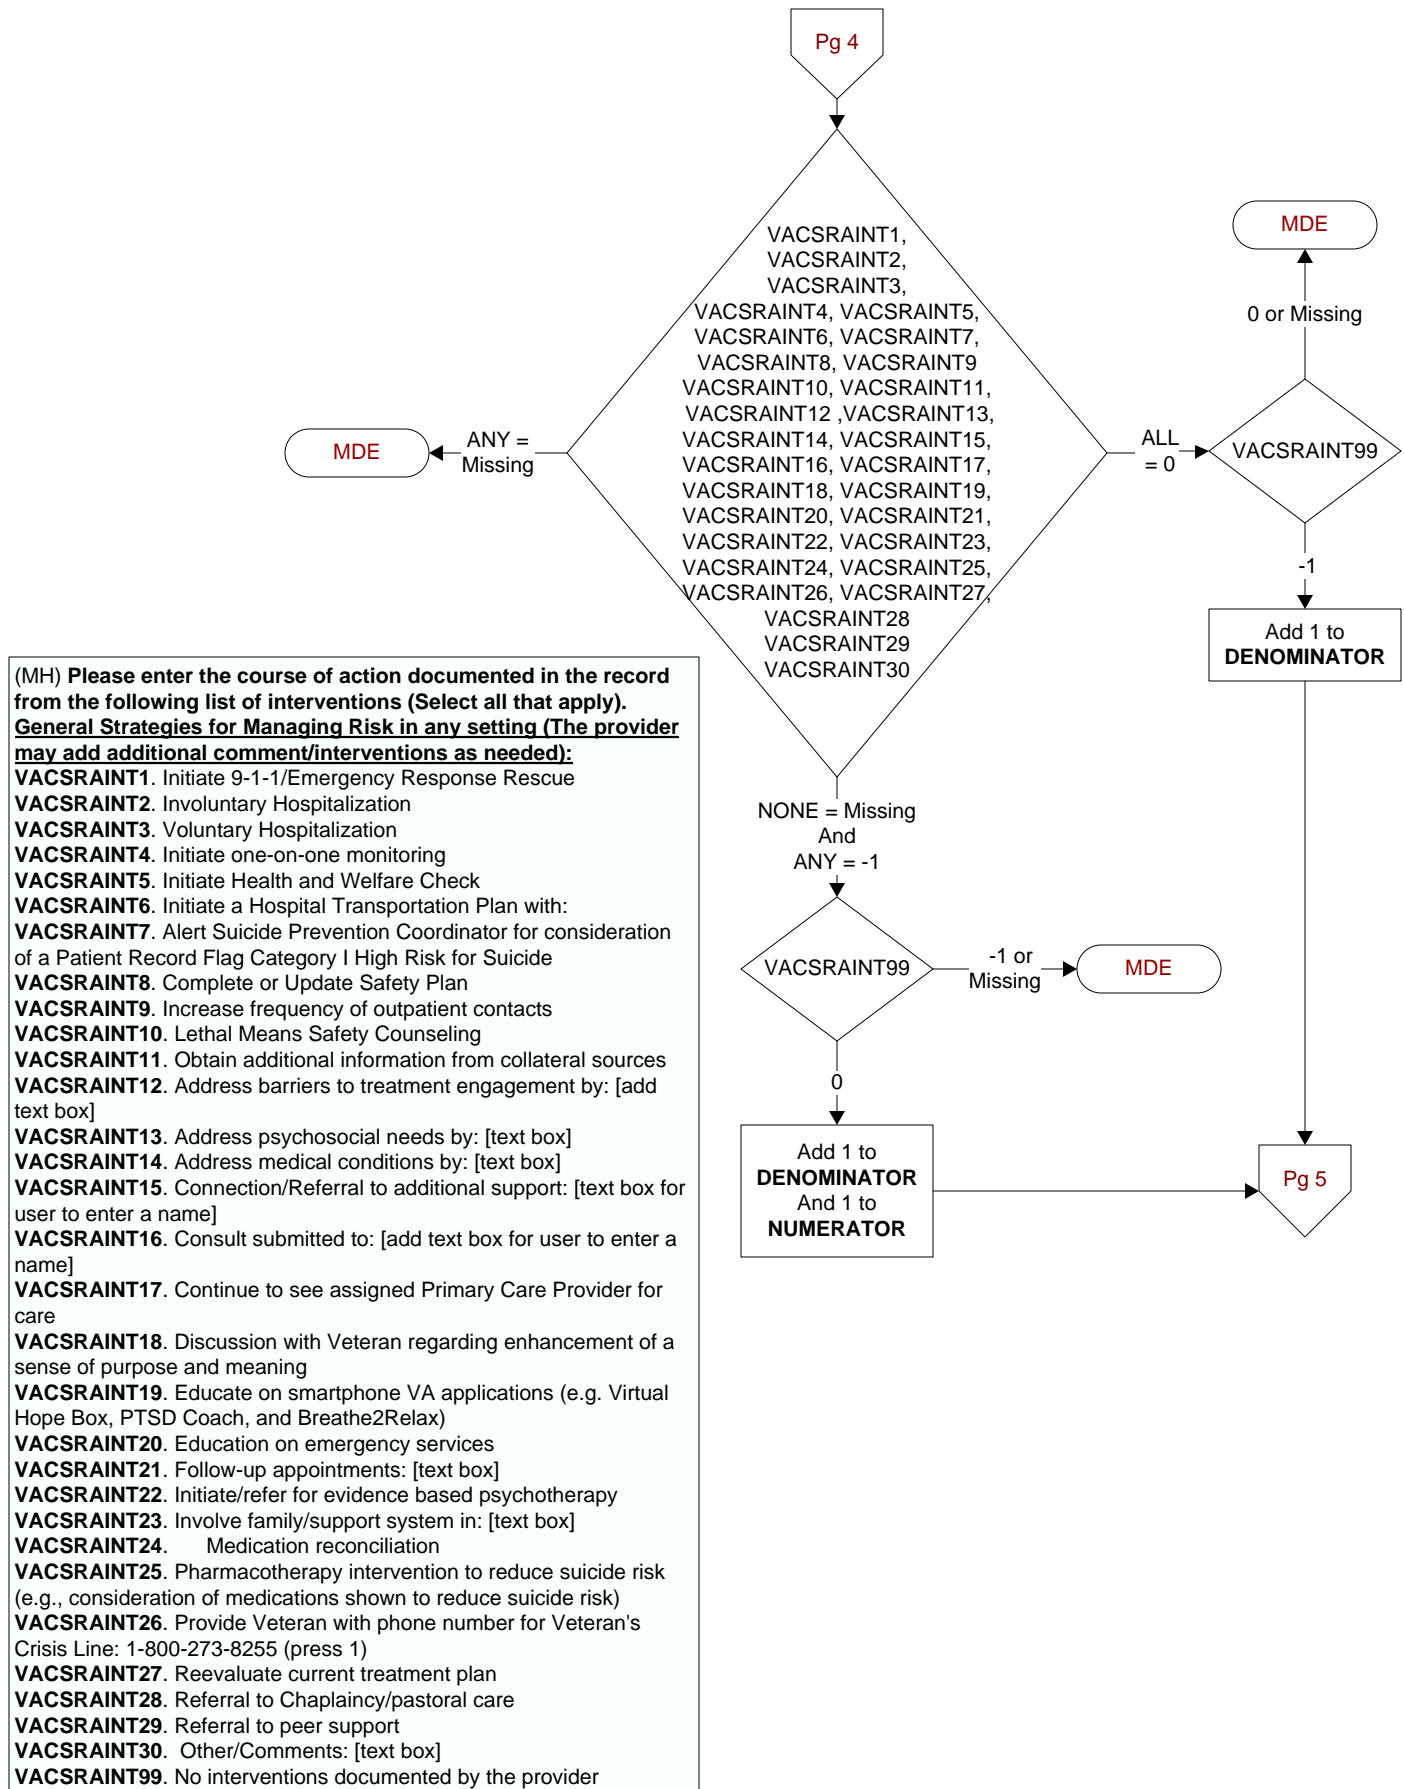 Pg 4
VACSRAINT1,
VACSRAINT2,
VACSRAINT3,
VACSRAINT4, VACSRAINT5,
VACSRAINT6, VACSRAINT7,
VACSRAINT8, VACSRAINT9
VACSRAINT10, VACSRAINT11,
VACSRAINT12 ,VACSRAINT13,
VACSRAINT14, VACSRAINT15,
VACSRAINT16, VACSRAINT17,
VACSRAINT18, VACSRAINT19,
VACSRAINT20, VACSRAINT21,
VACSRAINT22, VACSRAINT23,
VACSRAINT24, VACSRAINT25,
VACSRAINT26, VACSRAINT27,
VACSRAINT28
VACSRAINT29
VACSRAINT30
ANY =
Missing
MDE
ALL
= 0
VACSRAINT99
0 or Missing
MDE
-1
Add 1 to
DENOMINATOR
NONE = Missing
And
ANY = -1
VACSRAINT99
-1 or
Missing
MDE
0
Add 1 to
DENOMINATOR
And 1 to
NUMERATOR
Pg 5
(MH) Please enter the course of action documented in the record
from the following list of interventions (Select all that apply).
General Strategies for Managing Risk in any setting (The provider
may add additional comment/interventions as needed):
VACSRAINT1. Initiate 9-1-1/Emergency Response Rescue
VACSRAINT2. Involuntary Hospitalization
VACSRAINT3. Voluntary Hospitalization
VACSRAINT4. Initiate one-on-one monitoring
VACSRAINT5. Initiate Health and Welfare Check
VACSRAINT6. Initiate a Hospital Transportation Plan with:
VACSRAINT7. Alert Suicide Prevention Coordinator for consideration
of a Patient Record Flag Category I High Risk for Suicide
VACSRAINT8. Complete or Update Safety Plan
VACSRAINT9. Increase frequency of outpatient contacts
VACSRAINT10. Lethal Means Safety Counseling
VACSRAINT11. Obtain additional information from collateral sources
VACSRAINT12. Address barriers to treatment engagement by: [add
text box]
VACSRAINT13. Address psychosocial needs by: [text box]
VACSRAINT14. Address medical conditions by: [text box]
VACSRAINT15. Connection/Referral to additional support: [text box for
user to enter a name]
VACSRAINT16. Consult submitted to: [add text box for user to enter a
name]
VACSRAINT17. Continue to see assigned Primary Care Provider for
care
VACSRAINT18. Discussion with Veteran regarding enhancement of a
sense of purpose and meaning
VACSRAINT19. Educate on smartphone VA applications (e.g. Virtual
Hope Box, PTSD Coach, and Breathe2Relax)
VACSRAINT20. Education on emergency services
VACSRAINT21. Follow-up appointments: [text box]
VACSRAINT22. Initiate/refer for evidence based psychotherapy
VACSRAINT23. Involve family/support system in: [text box]
VACSRAINT24. Medication reconciliation
VACSRAINT25. Pharmacotherapy intervention to reduce suicide risk
(e.g., consideration of medications shown to reduce suicide risk)
VACSRAINT26. Provide Veteran with phone number for Veteran's
Crisis Line: 1-800-273-8255 (press 1)
VACSRAINT27. Reevaluate current treatment plan
VACSRAINT28. Referral to Chaplaincy/pastoral care
VACSRAINT29. Referral to peer support
VACSRAINT30. Other/Comments: [text box]
VACSRAINT99. No interventions documented by the provider